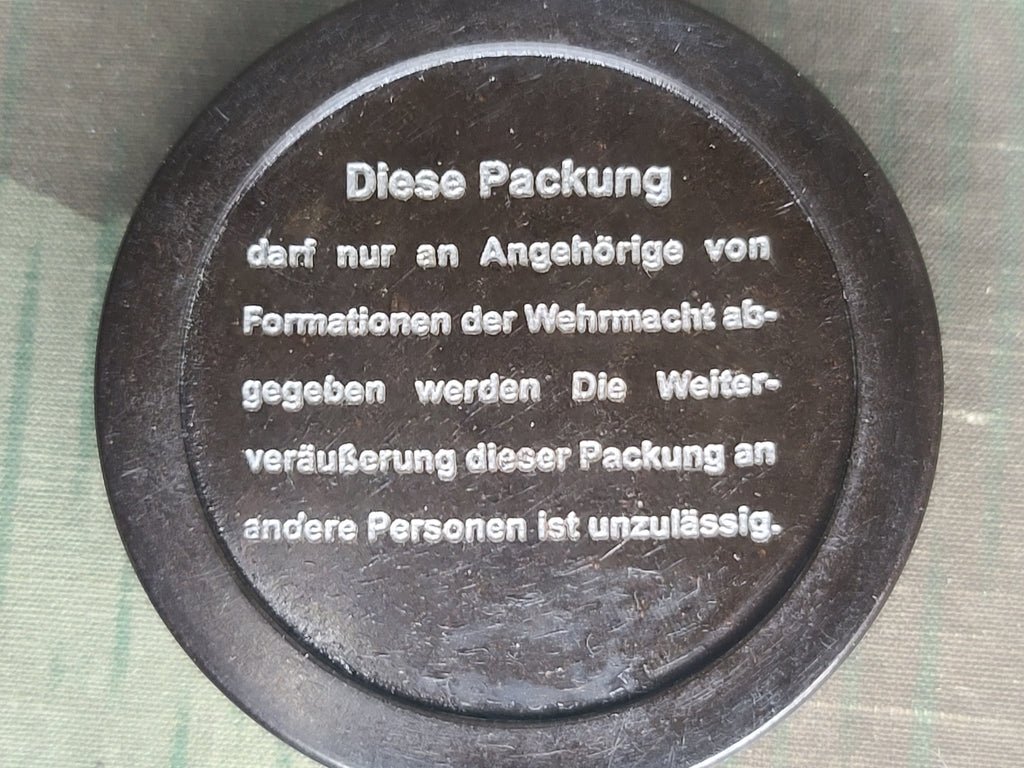 Diese Packung
darf nur an Angehörige von
Formationen der Wehrmacht ab-
gegeben werden Die Weiter-
veräußerung dieser Packung an
andere Personen ist unzulässig.